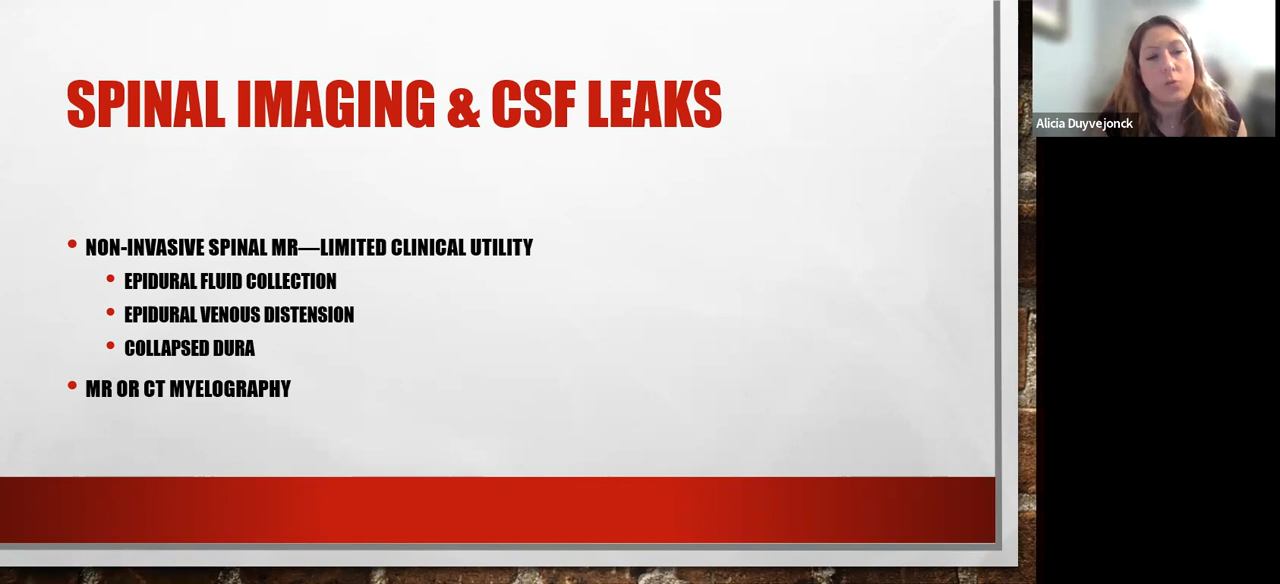 SPINAL IMAGING & CSF LEAKS
NON-INVASIVE SPINAL MR—LIMITED CLINICAL UTILITY
EPIDURAL FLUID COLLECTION
EPIDURAL VENOUS DISTENSION
COLLAPSED DURA
MR OR CT MYELOGRAPHY
Alicia Duyvejonck